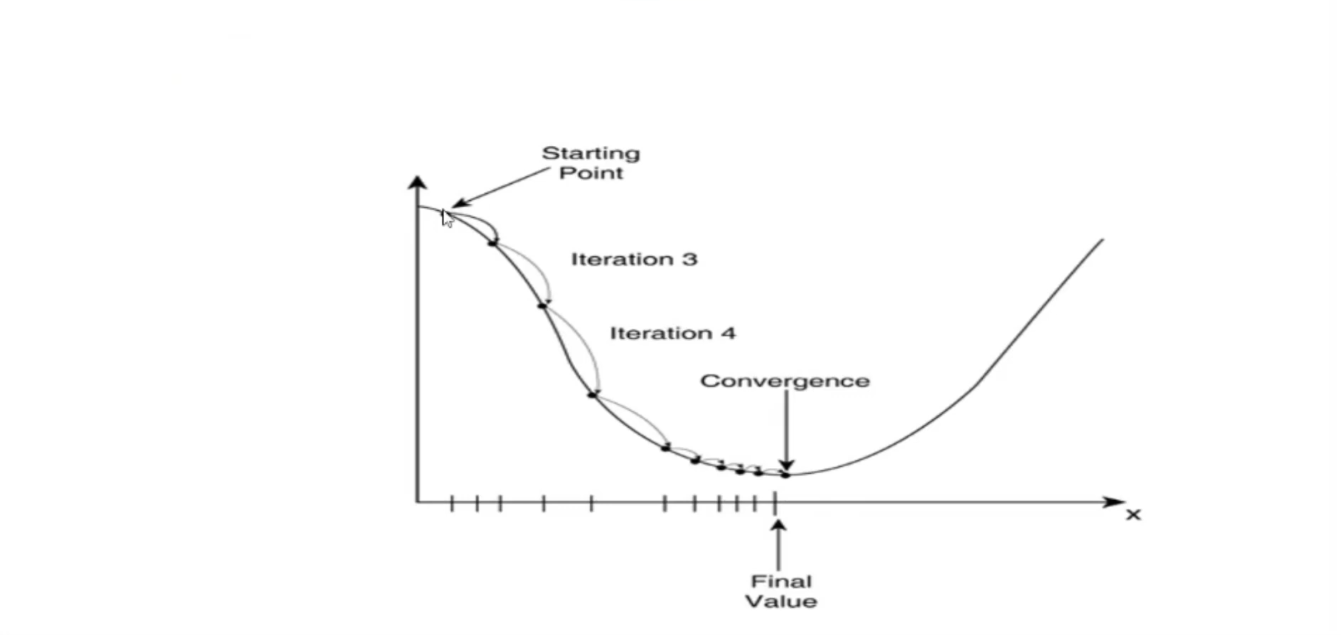 Starting
Point
Iteration 3
Iteration 4
Convergence
x
Final
Value